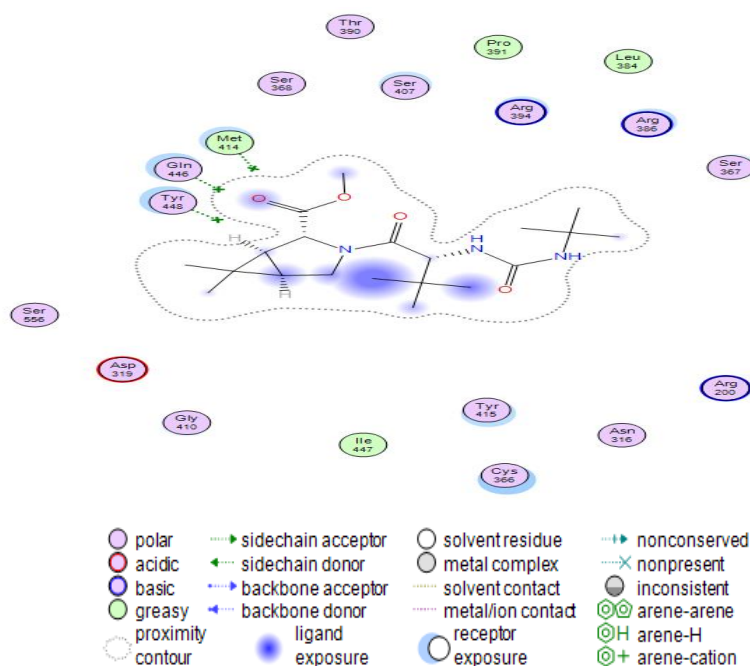 Thr
390
Pro
391
Leu
384
Ser
368
Ser
407
Arg
394
Arg
386
Met
414
Gln
446
Tyr
448
Ser
367
O
O
O
H
N
H
N
NH
O
H
Ser
556
Asp
319
Gly
410
Ile
447
Tyr
415
Cys
366
Asn
316
Arg
200
polar
acidic
basic
greasy
proximity
contour
sidechain acceptor
sidechain donor
backbone acceptor
backbone donor
ligand
exposure
solvent residue
metal complex
solvent contact
metal/ion contact
receptor
exposure
nonconserved
nonpresent
inconsistent
arene-arene
H arene-H
+ arene-cation